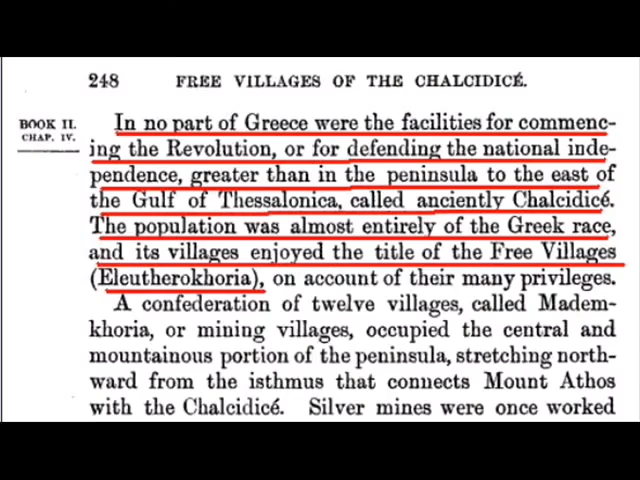 248 FREE VILLAGES OF THE CHALCIDICÉ.
BOOK II.
CHAP. IV.
In no part of Greece were the facilities for commenc-
ing the Revolution, or for defending the national inde-
pendence, greater than in the peninsula to the east of
the Gulf of Thessalonica, called anciently Chalcidicé.
The population was almost entirely of the Greek race,
and its villages enjoyed the title of the Free Villages
(Eleutherokhoria), on account of their many privileges.
A confederation of twelve villages, called Madem-
khoria, or mining villages, occupied the central and
mountainous portion of the peninsula, stretching north-
ward from the isthmus that connects Mount Athos
with the Chalcidicé. Silver mines were once worked